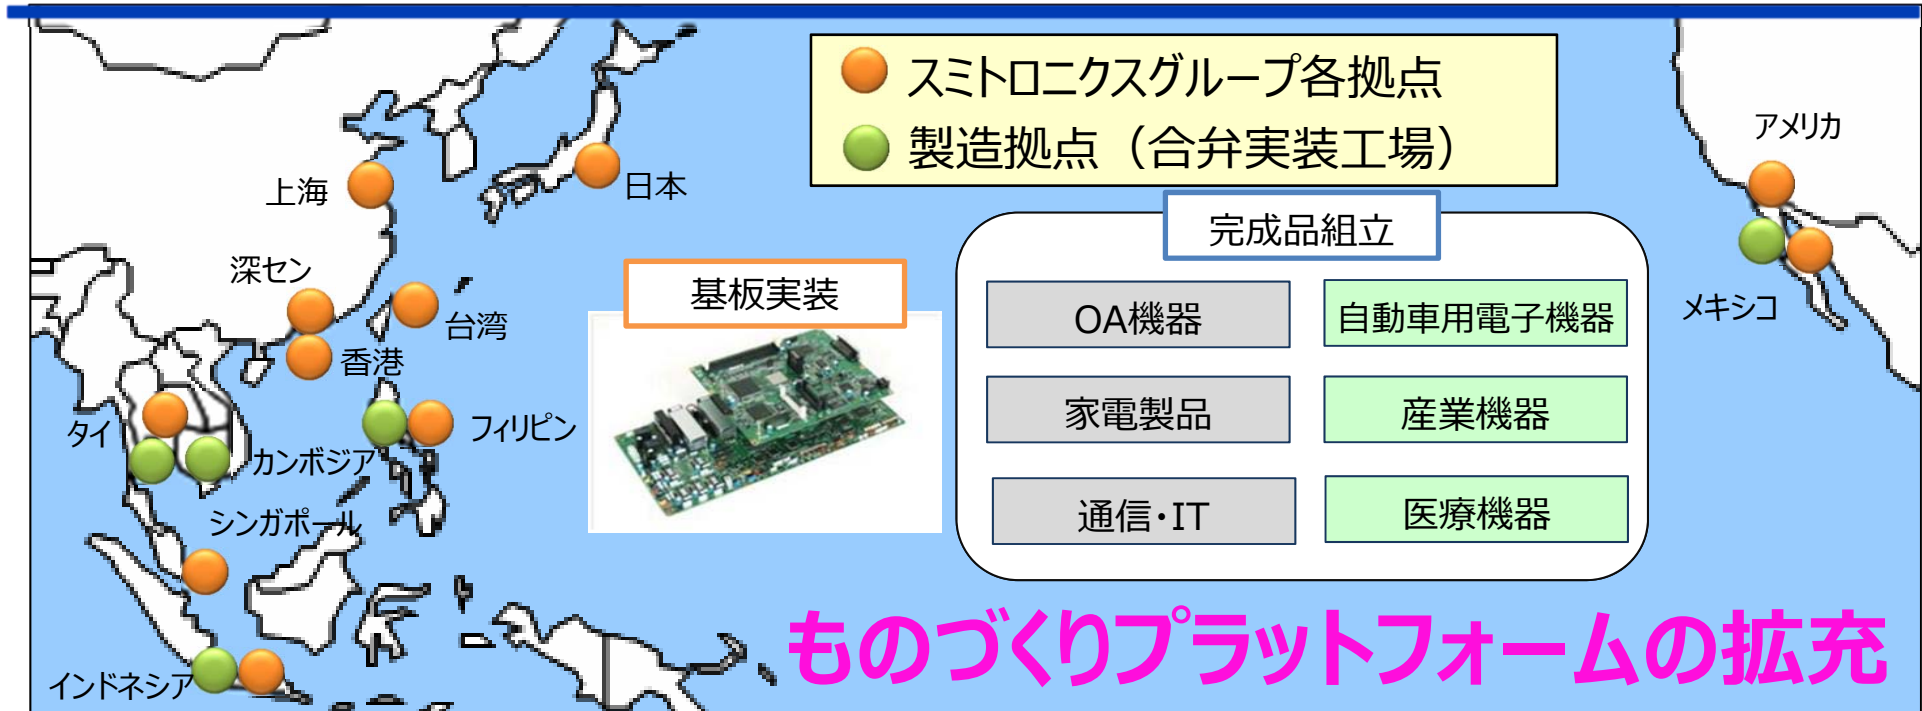 スミトロニクスグループ各拠点
製造拠点（合弁実装工場）
アメリカ
上海
日本
完成品組立
深セン
基板実装
OA機器
自動車用電子機器
メキシコ
台湾
香港
家電製品
産業機器
タイ
フィリピン
カンボジア
通信・IT
医療機器
シンガポール
ものづくりプラットフォームの拡充
インドネシア